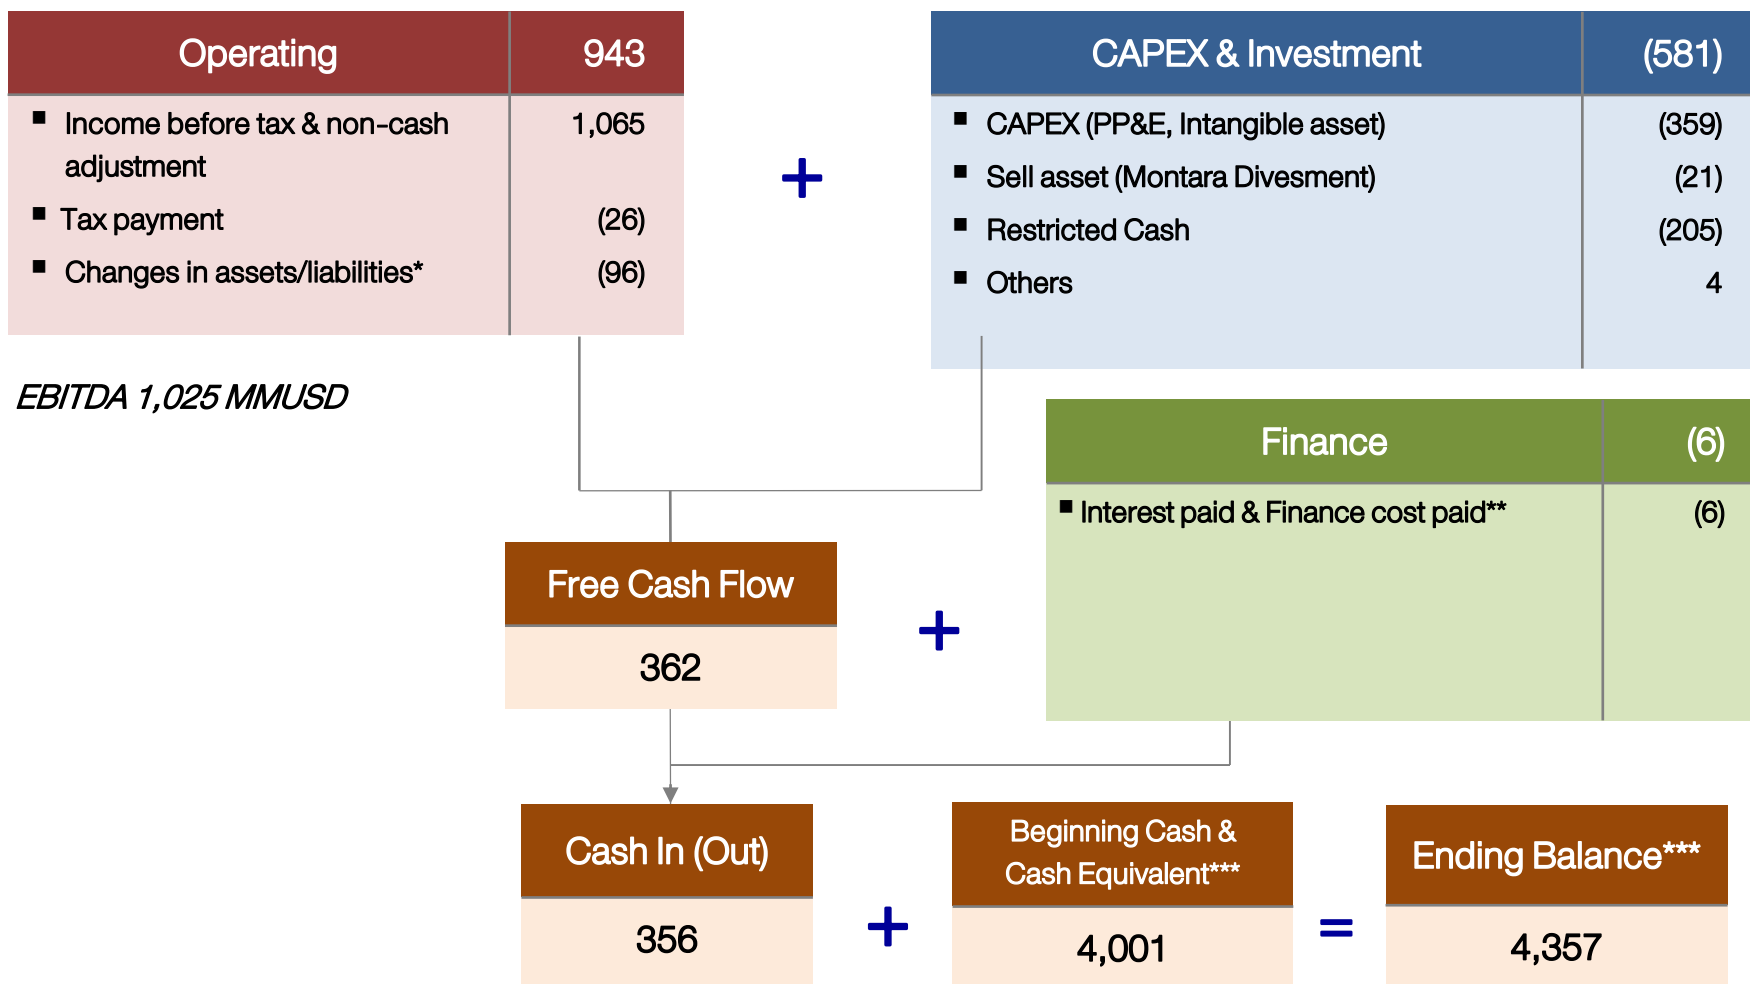 Operating 943
▪ Income before tax & non-cash 1,065
adjustment
▪ Tax payment (26)
▪ Changes in assets/liabilities* (96)
EBITDA 1,025 MMUSD
+
CAPEX & Investment (581)
▪ CAPEX (PP&E, Intangible asset) (359)
▪ Sell asset (Montara Divesment) (21)
▪ Restricted Cash (205)
▪ Others 4
Finance (6)
▪ Interest paid & Finance cost paid** (6)
Free Cash Flow
362
+
Cash In (Out)
356
+
Beginning Cash &
Cash Equivalent***
4,001
=
Ending Balance***
4,357